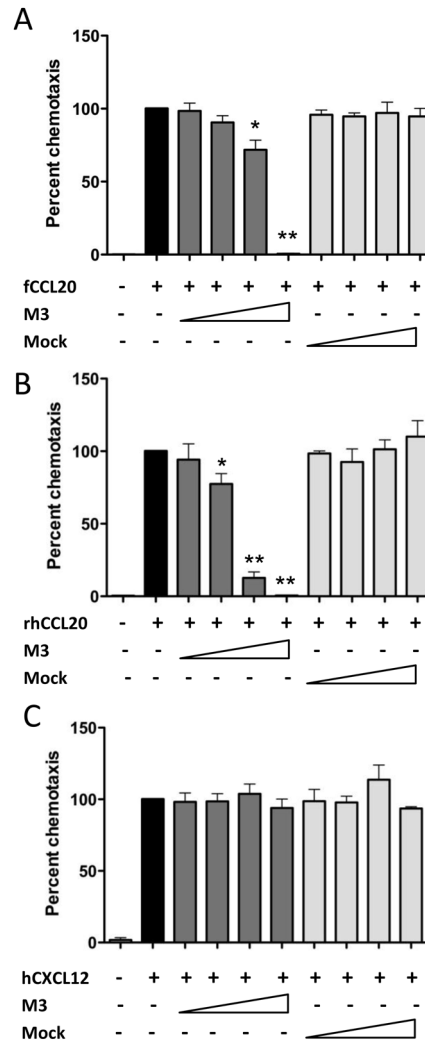 A
150
100
50
0
Percent chemotaxis
*
**
fCCL20 - + + + + + + + + +
M3 - - - - - -
Mock - - - - - -
B
150
100
50
0
Percent chemotaxis
*
**
**
rhCCL20 - + + + + + + + + +
M3 - - - - - -
Mock - - - - - -
C
150
100
50
0
Percent chemotaxis
hCXCL12 - + + + + + + + + +
M3 - - - - - -
Mock - - - - - -